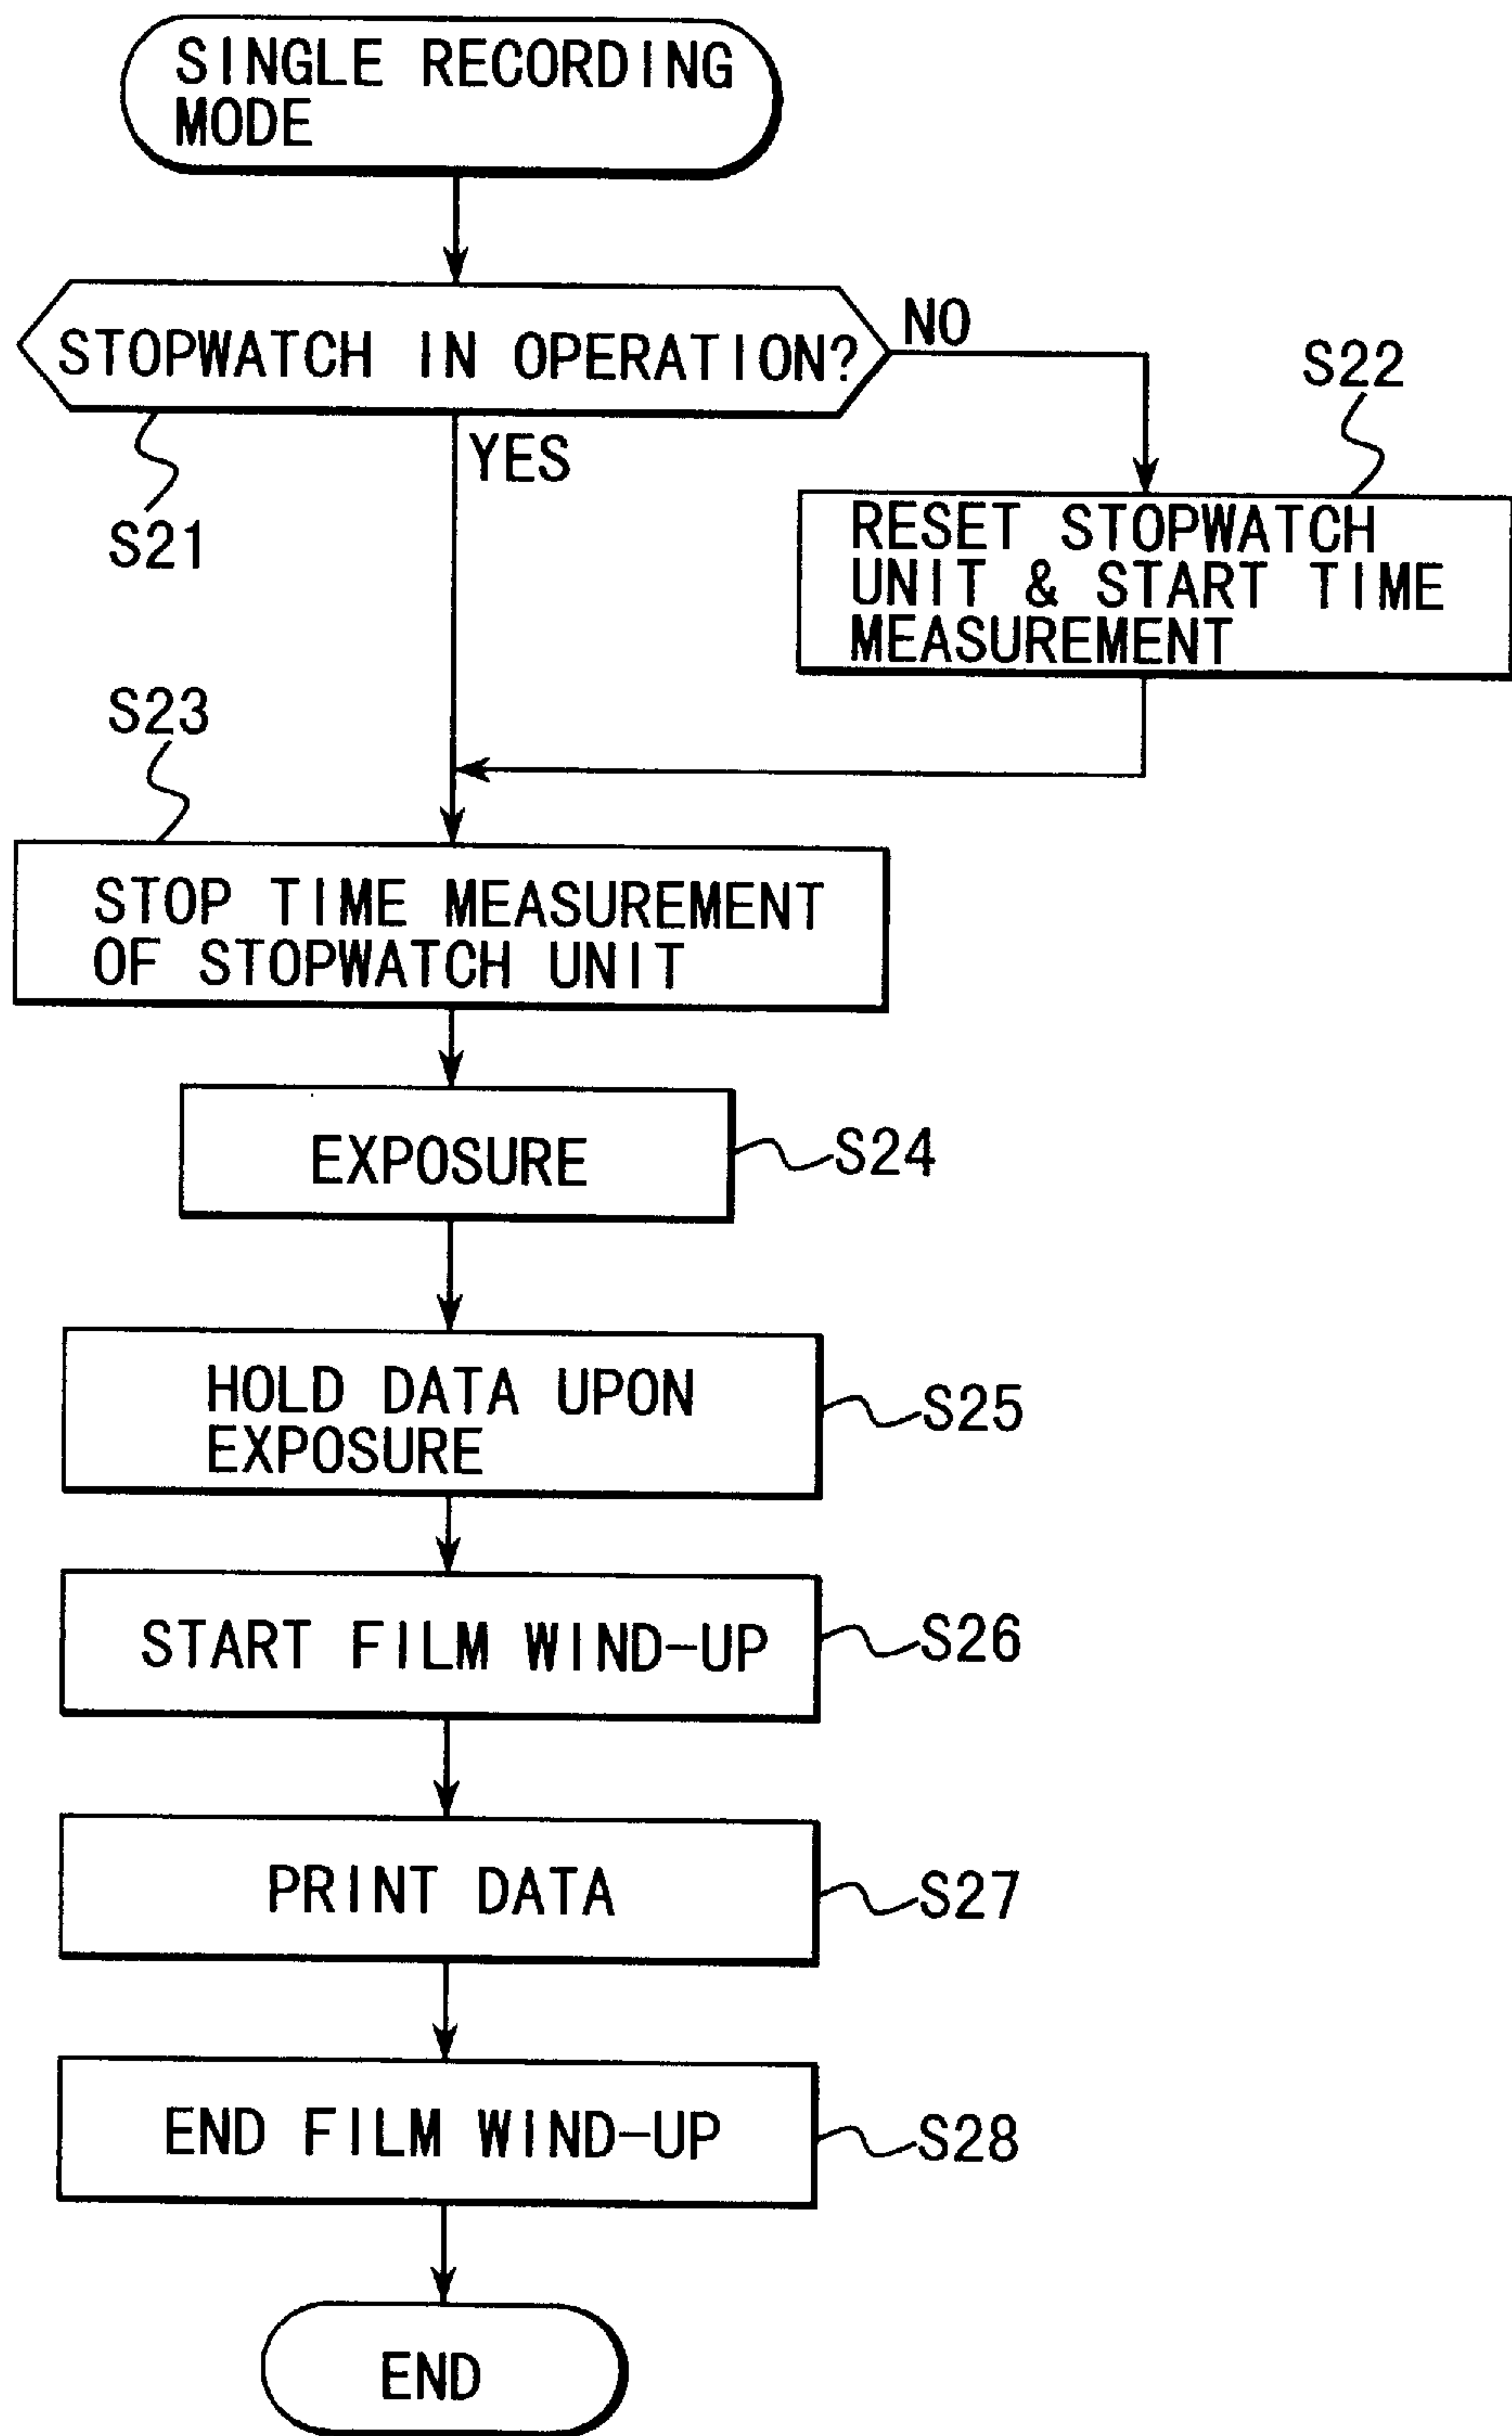 SINGLE RECORDING
MODE
STOPWATCH IN OPERATION?
NO
YES
S21
S22
RESET STOPWATCH
UNIT & START TIME
MEASUREMENT
S23
STOP TIME MEASUREMENT
OF STOPWATCH UNIT
EXPOSURE
S24
HOLD DATA UPON
EXPOSURE
S25
START FILM WIND-UP
S26
PRINT DATA
S27
END FILM WIND-UP
S28
END